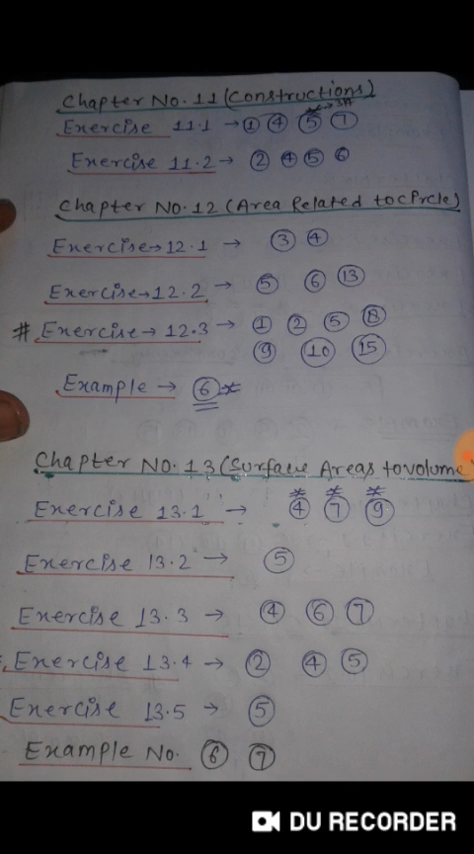 Chapter No. 11 (Constructions)
Exercise 11.1 → 1 4 5 7
Exercise 11.2 → 2 4 5 6
Chapter No. 12 (Area Related to Circle)
Exercise → 12.1 → 3 4
Exercise → 12.2 → 5 6 13
# Exercise → 12.3 → 1 2 5 8
9 10 15
Example → 6 *
Chapter No. 13 (Surface Areas to volume
* * *
Exercise 13.1 → 4 7 9
Exercise 13.2 → 5
Exercise 13.3 → 4 6 7
Exercise 13.4 → 2 4 5
Exercise 13.5 → 5
Example No. 6 7
DU RECORDER